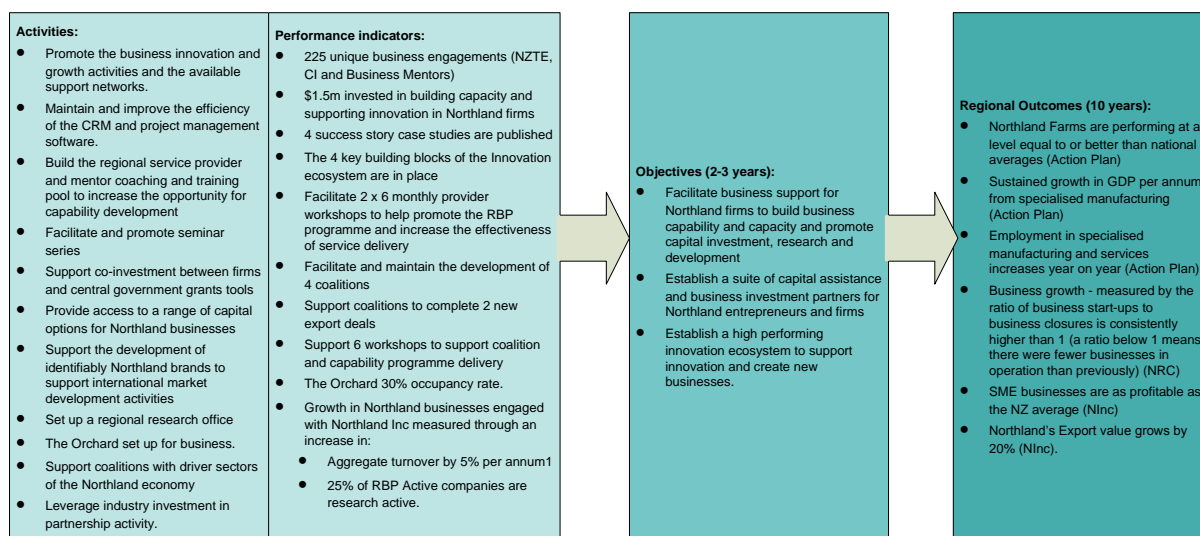 Activities:
● Promote the business innovation and
growth activities and the available
support networks.
● Maintain and improve the efficiency
of the CRM and project management
software.
● Build the regional service provider
and mentor coaching and training
pool to increase the opportunity for
capability development
● Facilitate and promote seminar
series
● Support co-investment between firms
and central government grants tools
● Provide access to a range of capital
options for Northland businesses
● Support the development of
identifiably Northland brands to
support international market
development activities
● Set up a regional research office
● The Orchard set up for business.
● Support coalitions with driver sectors
of the Northland economy
● Leverage industry investment in
partnership activity.
Performance indicators:
● 225 unique business engagements (NZTE,
CI and Business Mentors)
● $1.5m invested in building capacity and
supporting innovation in Northland firms
● 4 success story case studies are published
● The 4 key building blocks of the Innovation
ecosystem are in place
● Facilitate 2 x 6 monthly provider
workshops to help promote the RBP
programme and increase the effectiveness
of service delivery
● Facilitate and maintain the development of
4 coalitions
● Support coalitions to complete 2 new
export deals
● Support 6 workshops to support coalition
and capability programme delivery
● The Orchard 30% occupancy rate.
● Growth in Northland businesses engaged
with Northland Inc measured through an
increase in:
● Aggregate turnover by 5% per annum1
● 25% of RBP Active companies are
research active.
Objectives (2-3 years):
● Facilitate business support for
Northland firms to build business
capability and capacity and promote
capital investment, research and
development
● Establish a suite of capital assistance
and business investment partners for
Northland entrepreneurs and firms
● Establish a high performing
innovation ecosystem to support
innovation and create new
businesses.
Regional Outcomes (10 years):
● Northland Farms are performing at a
level equal to or better than national
averages (Action Plan)
● Sustained growth in GDP per annum
from specialised manufacturing
(Action Plan)
● Employment in specialised
manufacturing and services
increases year on year (Action Plan)
● Business growth - measured by the
ratio of business start-ups to
business closures is consistently
higher than 1 (a ratio below 1 means
there were fewer businesses in
operation than previously) (NRC)
● SME businesses are as profitable as
the NZ average (NInc)
● Northland's Export value grows by
20% (NInc).